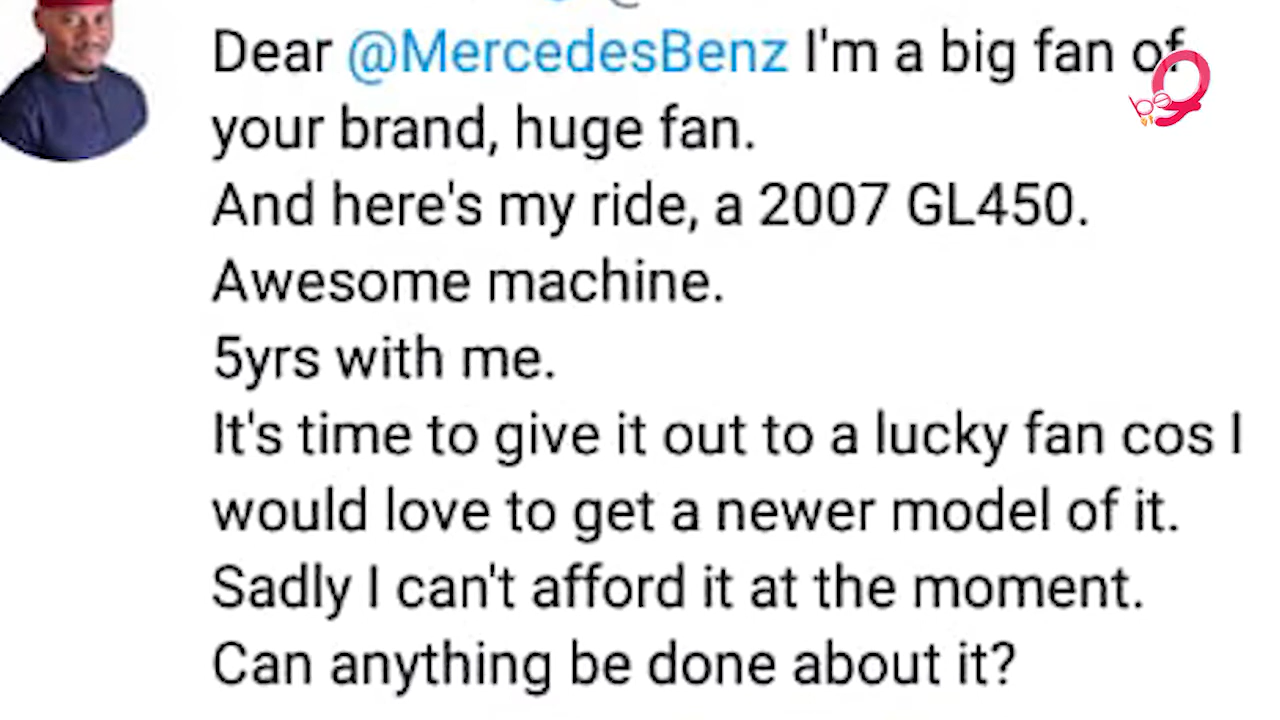 Dear @MercedesBenz I'm a big fan of
your brand, huge fan.
And here's my ride, a 2007 GL450.
Awesome machine.
5yrs with me.
It's time to give it out to a lucky fan cos I
would love to get a newer model of it.
Sadly I can't afford it at the moment.
Can anything be done about it?